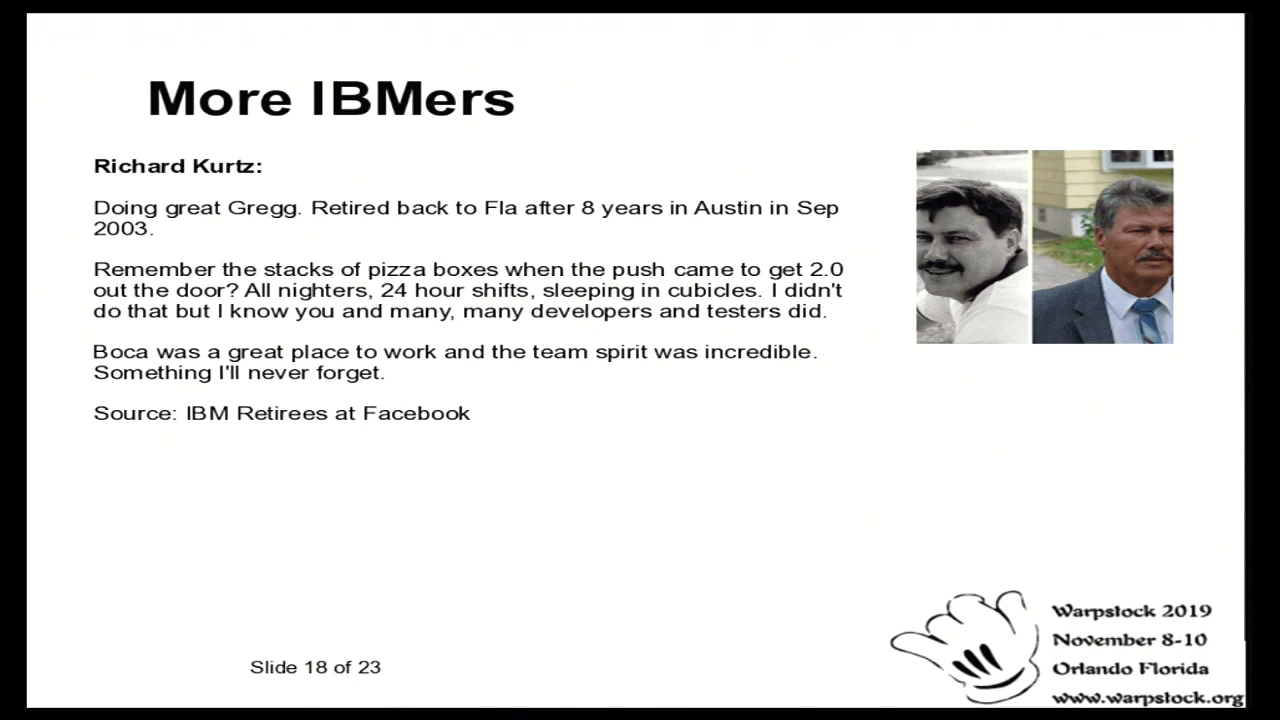 More IBMers
Richard Kurtz:
Doing great Gregg. Retired back to Fla after 8 years in Austin in Sep
2003.
Remember the stacks of pizza boxes when the push came to get 2.0
out the door? All nighters, 24 hour shifts, sleeping in cubicles. I didn't
do that but I know you and many, many developers and testers did.
Boca was a great place to work and the team spirit was incredible.
Something I'll never forget.
Source: IBM Retirees at Facebook
Slide 18 of 23
Warpstock 2019
November 8-10
Orlando Florida
www.warpstock.org